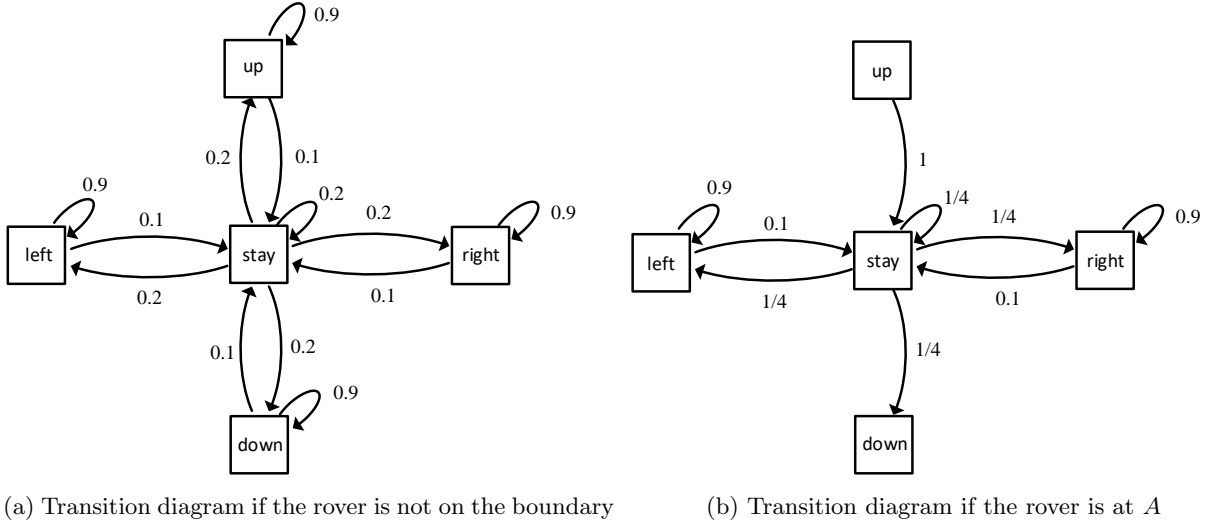 0.9
up
0.2
0.1
0.9
0.1
0.2
0.2
0.9
left
stay
right
0.2
0.1
0.1
0.2
0.9
down
(a) Transition diagram if the rover is not on the boundary
up
1
0.9
0.1
1/4
1/4
0.9
left
stay
right
1/4
0.1
1/4
down
(b) Transition diagram if the rover is at A